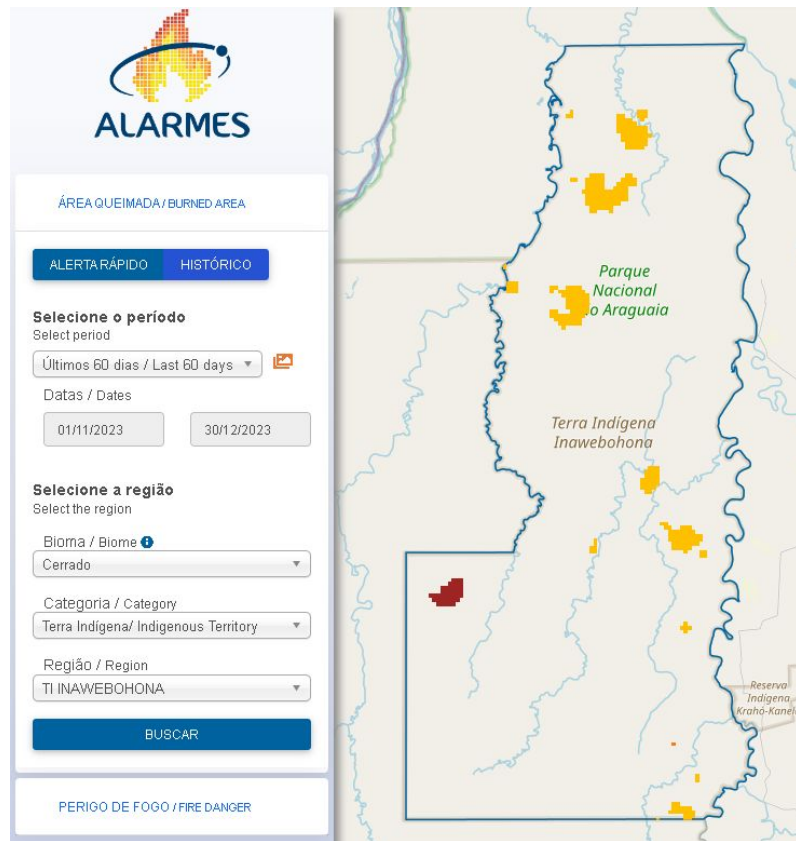 ALARMES
ÁREA QUEIMADA / BURNED AREA
ALERTA RÁPIDO
HISTÓRICO
Selecione o período
Select period
Últimos 60 dias / Last 60 days
Datas / Dates
01/11/2023
30/12/2023
Selecione a região
Select the region
Bioma / Biome
Cerrado
Categoria / Category
Terra Indígena/ Indigenous Territory
Região / Region
TI INAWEBOHONA
BUSCAR
PERIGO DE FOGO / FIRE DANGER
Parque
Nacional
o Araguaia
Terra Indígena
Inawebohona
Reserva
Indígena
Krahó-Kanel